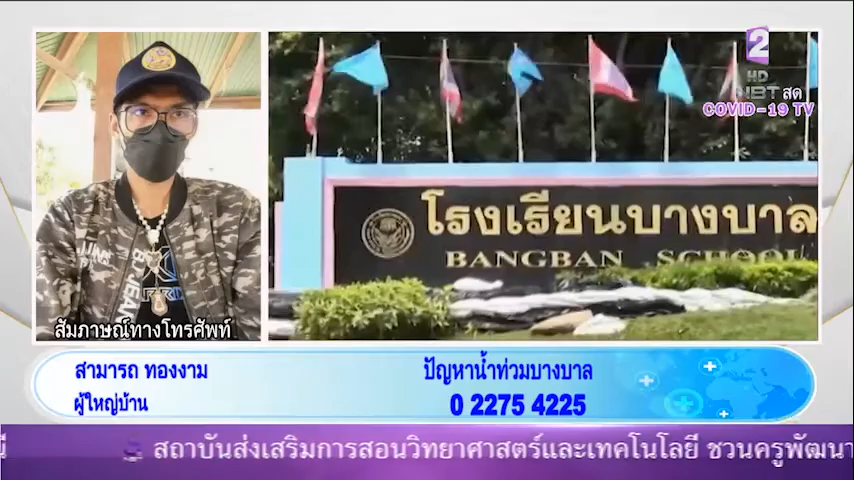 2
HD
NBT สด
COVID-19 TV
โรงเรียนบางบาล
BANGBAN SCHOOL
สัมภาษณ์ทางโทรศัพท์
สามารถ ทองงาม
ผู้ใหญ่บ้าน
ปัญหาน้ำท่วมบางบาล
0 2275 4225
สถาบันส่งเสริมการสอนวิทยาศาสตร์และเทคโนโลยี ชวนครูพัฒนา